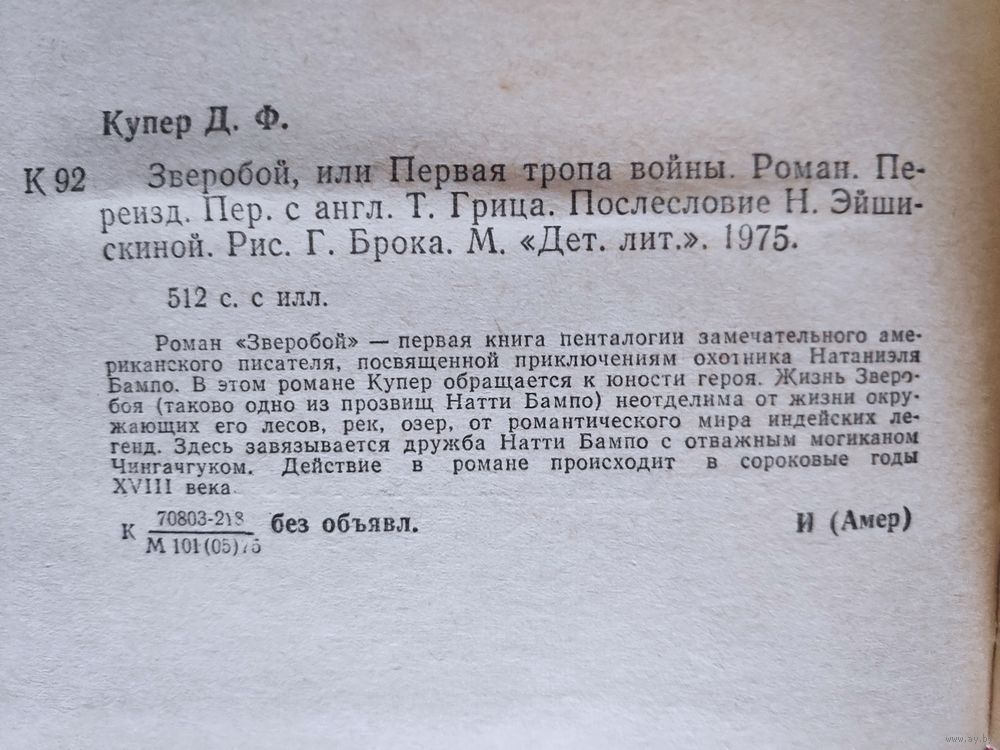 Купер Д. Ф.
К 92 Зверобой, или Первая тропа войны. Роман. Пе-
реизд. Пер. с англ. Т. Грица. Послесловие Н. Эйши-
скиной. Рис. Г. Брока. М. «Дет. лит.». 1975.
512 с. с илл.
Роман «Зверобой» — первая книга пенталогии замечательного аме-
риканского писателя, посвященной приключениям охотника Натаниэля
Бампо. В этом романе Купер обращается к юности героя. Жизнь Зверо-
боя (таково одно из прозвищ Натти Бампо) неотделима от жизни окру-
жающих его лесов, рек, озер, от романтического мира индейских ле-
генд. Здесь завязывается дружба Натти Бампо с отважным могиканом
Чингачгуком. Действие в романе происходит в сороковые годы
XVIII века.
К 70803-218 без объявл. И (Амер)
М 101(05)75
www.ay.by